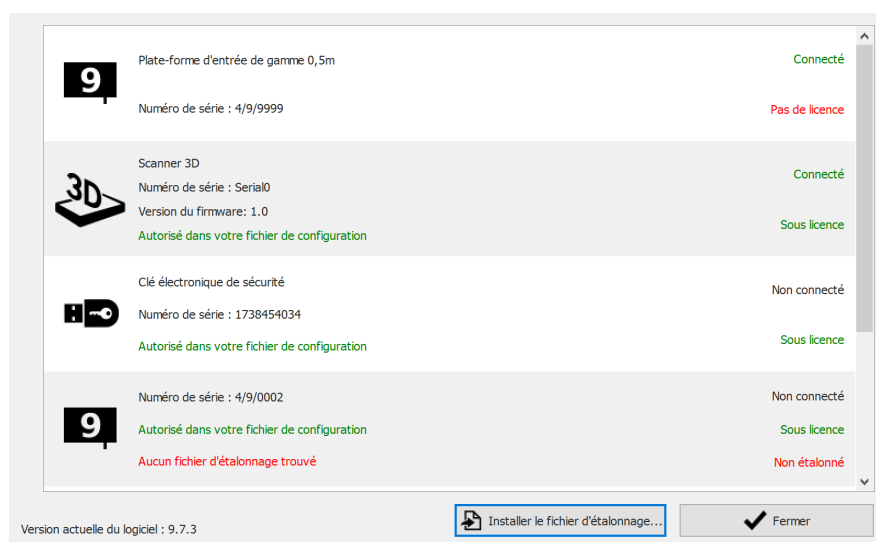 9
Plate-forme d'entrée de gamme 0,5m
Connecté
Numéro de série : 4/9/9999
Pas de licence
3D
Scanner 3D
Numéro de série : Serial0
Connecté
Version du firmware: 1.0
Autorisé dans votre fichier de configuration
Sous licence
Clé électronique de sécurité
Non connecté
Numéro de série : 1738454034
Autorisé dans votre fichier de configuration
Sous licence
9
Numéro de série : 4/9/0002
Non connecté
Autorisé dans votre fichier de configuration
Sous licence
Aucun fichier d'étalonnage trouvé
Non étalonné
Version actuelle du logiciel : 9.7.3
Installer le fichier d'étalonnage...
Fermer